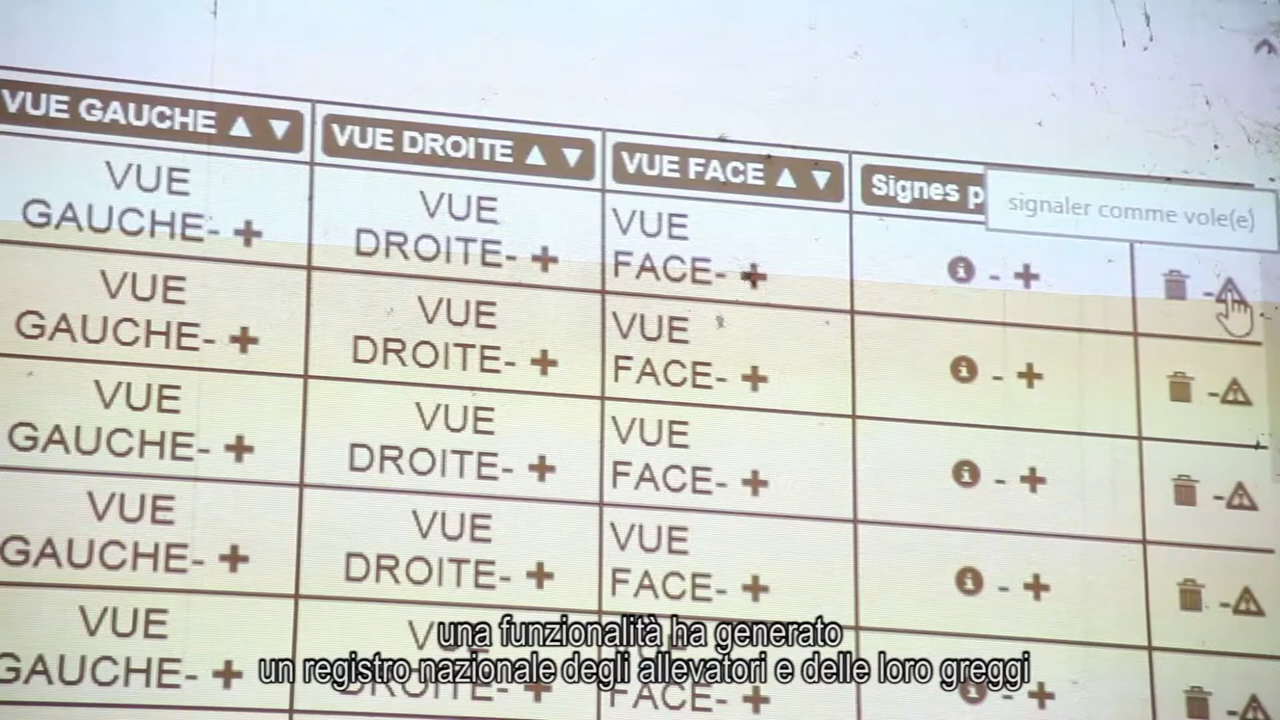 VUE GAUCHE ▲ ▼ VUE DROITE ▲ ▼ VUE FACE ▲ ▼ Signes
signaler comme vole(e)
VUE VUE VUE
GAUCHE- + DROITE- + FACE- + - + -
VUE VUE VUE
GAUCHE- + DROITE- + FACE- + - + -
VUE VUE VUE
GAUCHE- + DROITE- + FACE- + - + -
VUE VUE VUE
GAUCHE- + DROITE- + FACE- + - + -
VUE
GAUCHE- + DROITE- + FACE- + - + -
una funzionalità ha generato
un registro nazionale degli allevatori e delle loro greggi